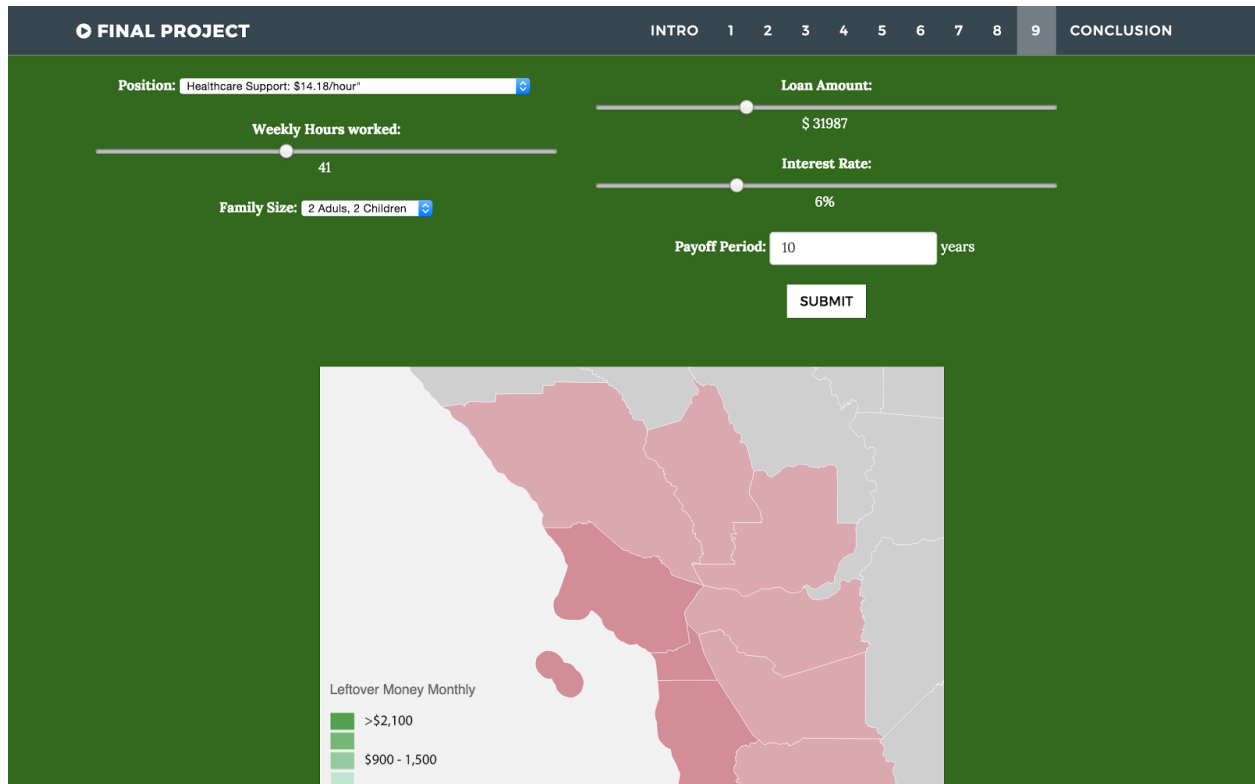 FINAL PROJECT
INTRO 1 2 3 4 5 6 7 8 9 CONCLUSION
Position: Healthcare Support: $14.18/hour"
Weekly Hours worked:
41
Family Size: 2 Aduls, 2 Children
Loan Amount:
$ 31987
Interest Rate:
6%
Payoff Period: 10 years
SUBMIT
Leftover Money Monthly
>$2,100
$900 - 1,500